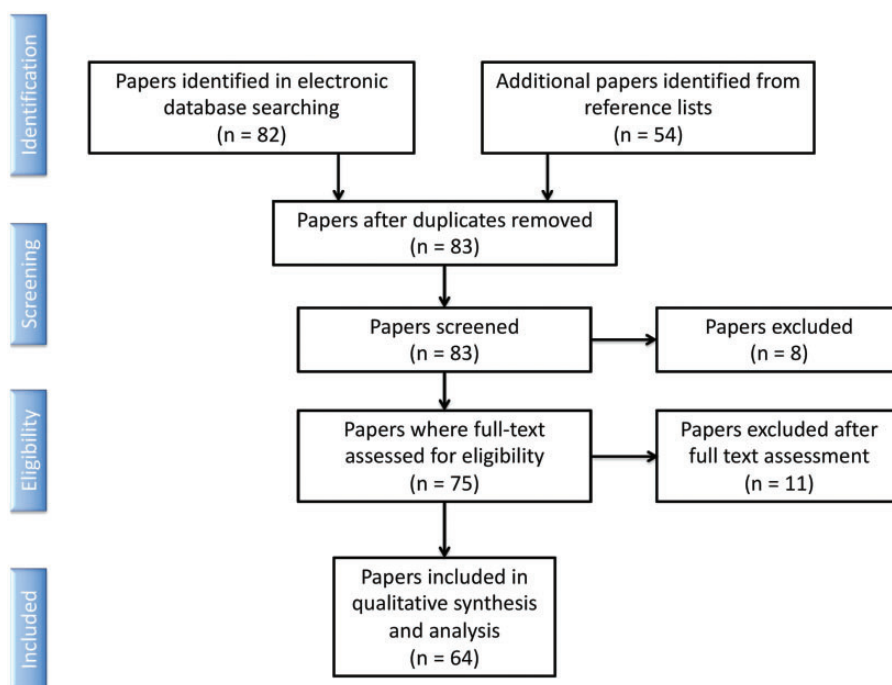 Identification
Papers identified in electronic
database searching
(n = 82)
Additional papers identified from
reference lists
(n = 54)
Screening
Papers after duplicates removed
(n = 83)
Papers screened
(n = 83)
Papers excluded
(n = 8)
Eligibility
Papers where full-text
assessed for eligibility
(n = 75)
Papers excluded after
full text assessment
(n = 11)
Included
Papers included in
qualitative synthesis
and analysis
(n = 64)